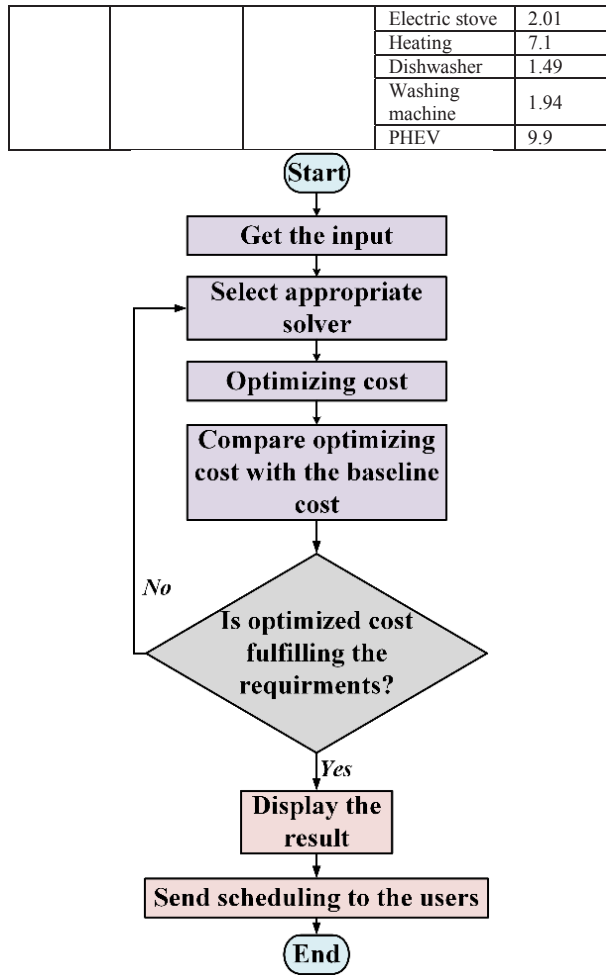 Electric stove 2.01
Heating 7.1
Dishwasher 1.49
Washing
machine 1.94
PHEV 9.9
Start
Get the input
Select appropriate
solver
Optimizing cost
Compare optimizing
cost with the baseline
cost
No
Is optimized cost
fulfilling the
requirments?
Yes
Display the
result
Send scheduling to the users
End